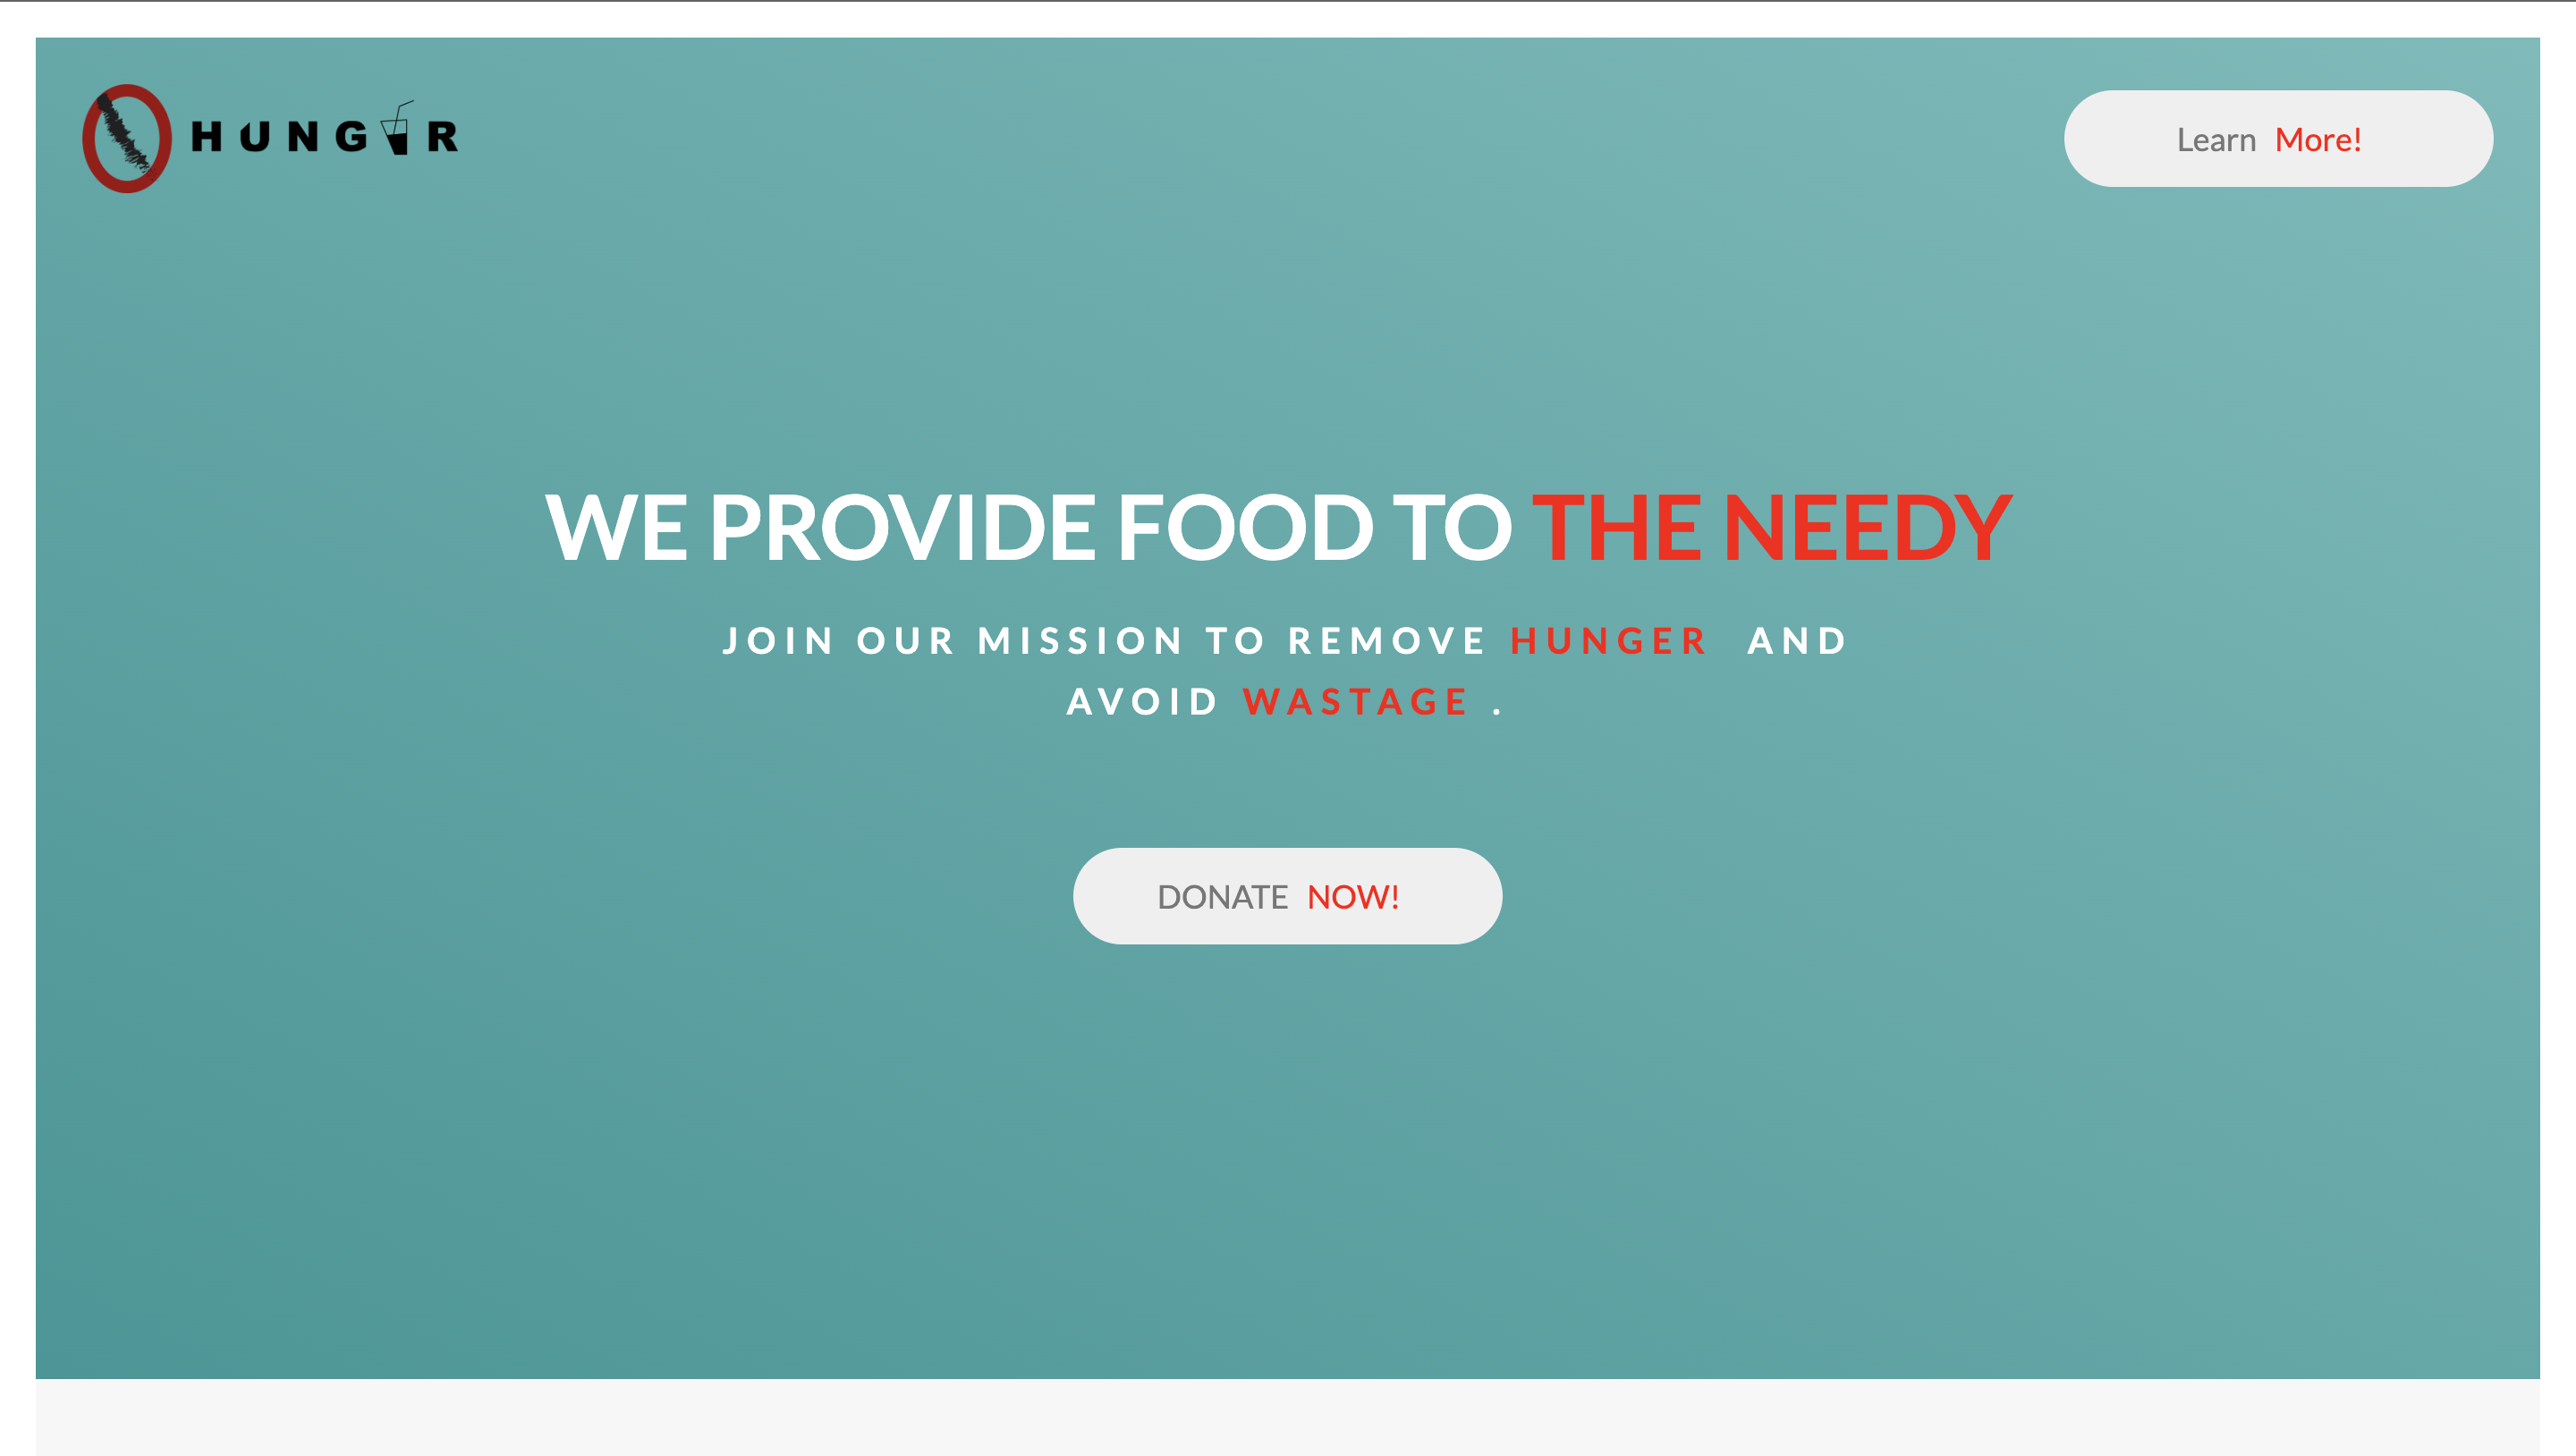 0 HUNGER
Learn More!
WE PROVIDE FOOD TO THE NEEDY
JOIN OUR MISSION TO REMOVE HUNGER AND
AVOID WASTAGE .
DONATE NOW!